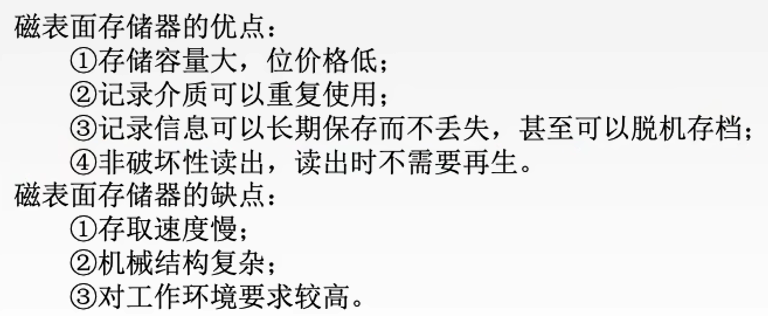 磁表面存储器的优点：
①存储容量大，位价格低；
②记录介质可以重复使用；
③记录信息可以长期保存而不丢失，甚至可以脱机存档；
④非破坏性读出，读出时不需要再生。
磁表面存储器的缺点：
①存取速度慢；
②机械结构复杂；
③对工作环境要求较高。